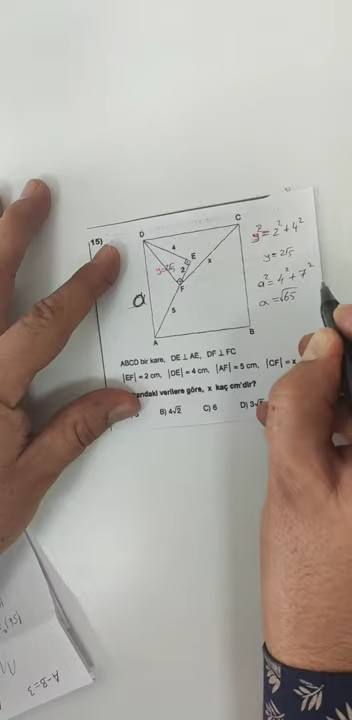 15)
D
C
4
E
y=2√5
2
x
F
a
5
A
B
y²=2²+4²
y=2√5
a²=4²+7²
a=√65
ABCD bir kare, DE ⊥ AE, DF ⊥ FC
|EF| = 2 cm, |DE| = 4 cm, |AF| = 5 cm, |CF| = x
verilere göre, x kaç cm'dir?
B) 4√2 C) 6 D) 3√
A-B=3